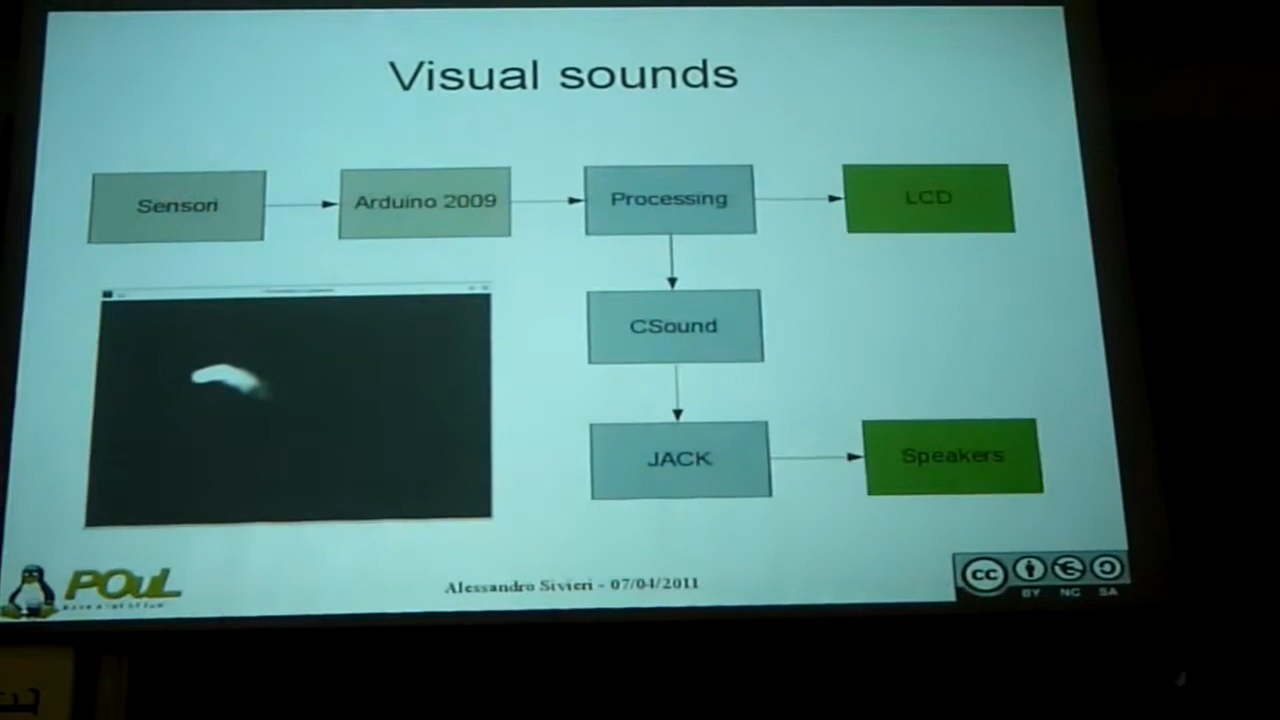 Visual sounds
Sensori
Arduino 2009
Processing
LCD
CSound
JACK
Speakers
POuL
Alessandro Sivieri - 07/04/2011
cc
BY NC SA
E